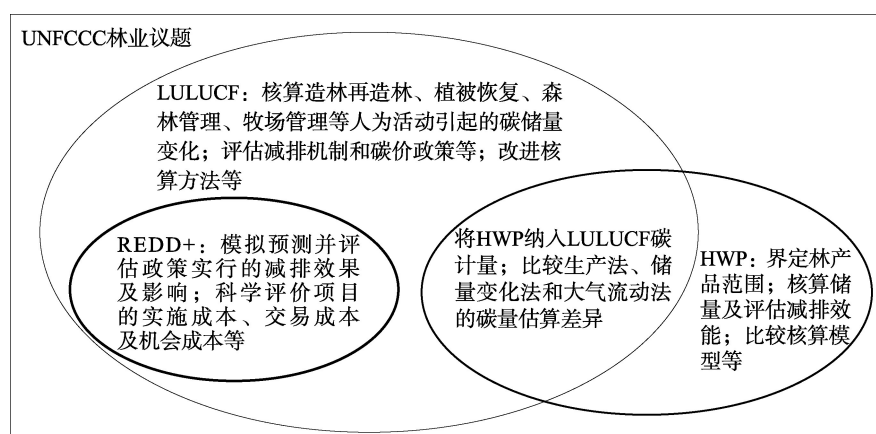 UNFCCC林业议题
LULUCF：核算造林再造林、植被恢复、森
林管理、牧场管理等人为活动引起的碳储量
变化；评估减排机制和碳价政策等；改进核
算方法等
REDD+：模拟预测并评
估政策实行的减排效果
及影响；科学评价项目
的实施成本、交易成本
及机会成本等
将HWP纳入LULUCF碳
计量；比较生产法、储
量变化法和大气流动法
的碳量估算差异
HWP：界定林产
品范围；核算储
量及评估减排效
能；比较核算模
型等